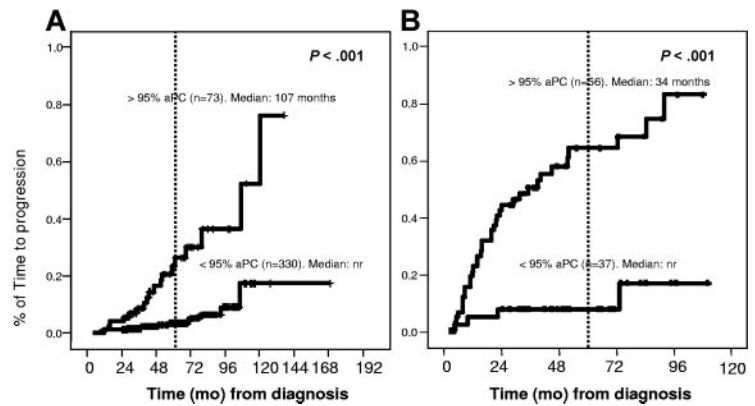 A
P < .001
> 95% aPC (n=73). Median: 107 months
< 95% aPC (n=330). Median: nr
% of Time to progression
1.0
0.8
0.6
0.4
0.2
0.0
0 24 48 72 96 120 144 168 192
Time (mo) from diagnosis
B
P < .001
> 95% aPC (n=56). Median: 34 months
< 95% aPC (n=37). Median: nr
1.0
0.8
0.6
0.4
0.2
0.0
0 24 48 72 96 120
Time (mo) from diagnosis